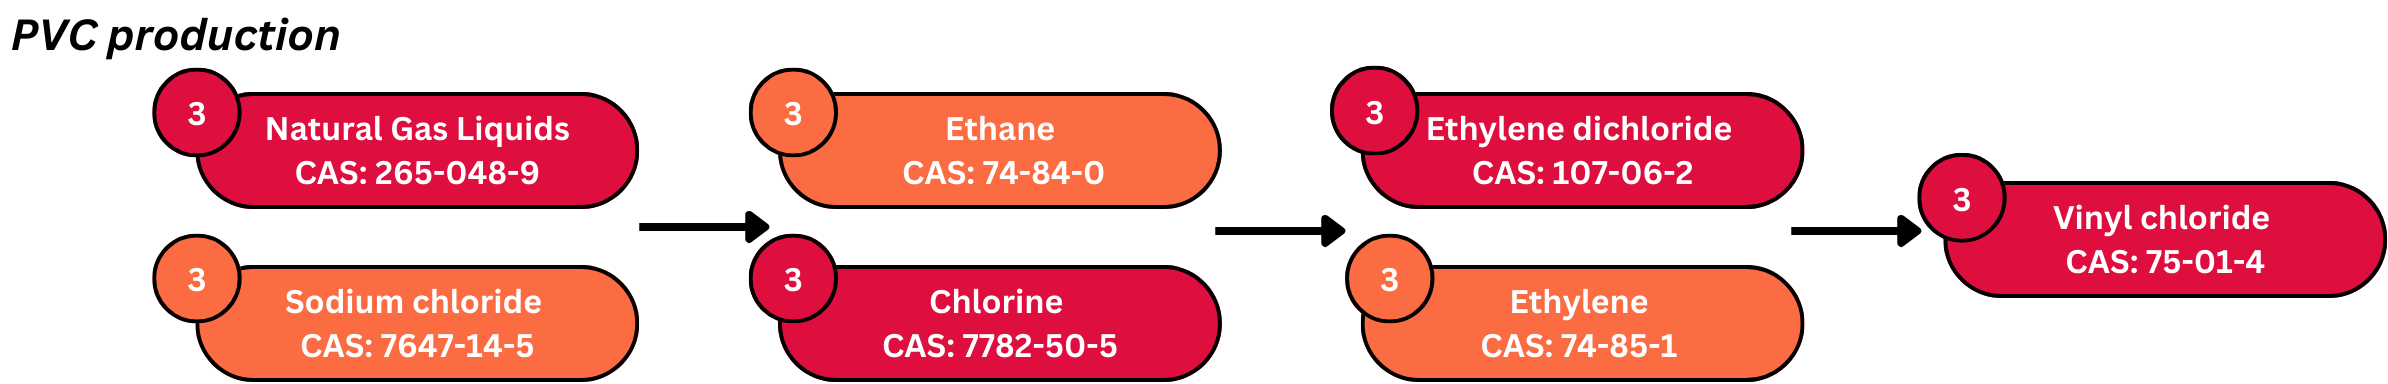 PVC production
3
Natural Gas Liquids
CAS: 265-048-9
3
Sodium chloride
CAS: 7647-14-5
3
Ethane
CAS: 74-84-0
3
Chlorine
CAS: 7782-50-5
3
Ethylene dichloride
CAS: 107-06-2
3
Ethylene
CAS: 74-85-1
3
Vinyl chloride
CAS: 75-01-4